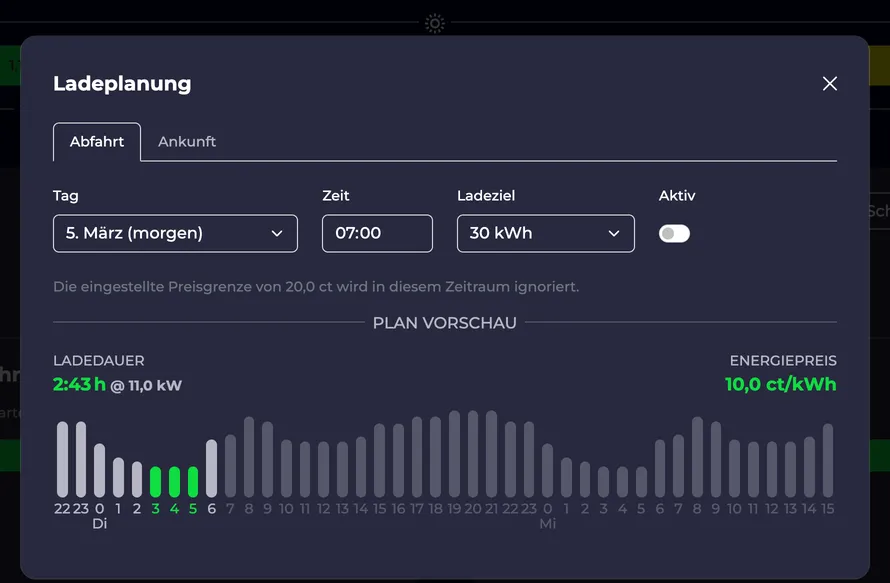 Ladeplanung
Abfahrt Ankunft
Tag Zeit Ladeziel Aktiv
5. März (morgen) 07:00 30 kWh
Die eingestellte Preisgrenze von 20,0 ct wird in diesem Zeitraum ignoriert.
PLAN VORSCHAU
LADEDAUER ENERGIEPREIS
2:43 h @ 11,0 kW 10,0 ct/kWh
22 23 0 1 2 3 4 5 6 7 8 9 10 11 12 13 14 15 16 17 18 19 20 21 22 23 0 1 2 3 4 5 6 7 8 9 10 11 12 13 14 15
Di Mi